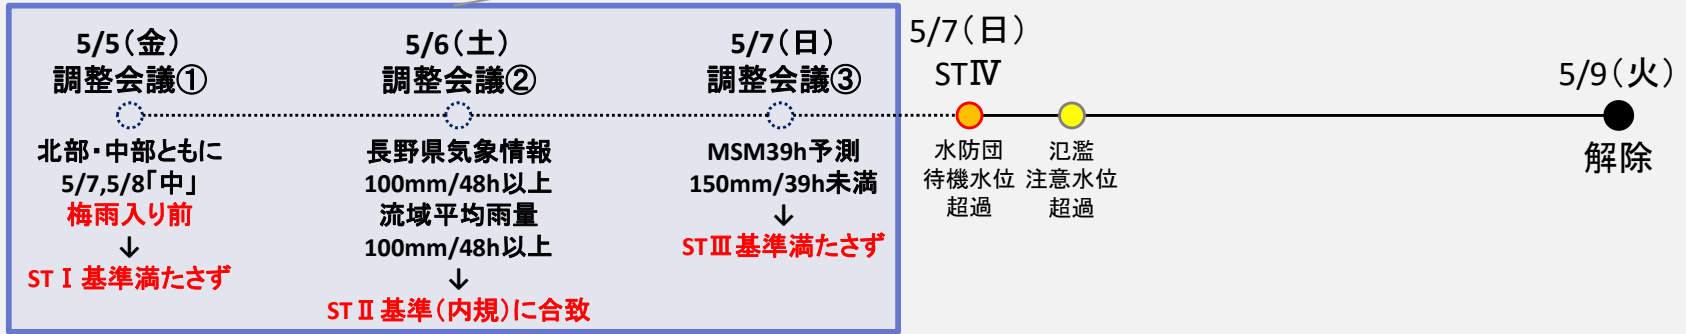 5/5(金)
調整会議①
北部・中部ともに
5/7,5/8｢中｣
梅雨入り前
↓
STⅠ基準満たさず
5/6(土)
調整会議②
長野県気象情報
100mm/48h以上
流域平均雨量
100mm/48h以上
↓
STⅡ基準(内規)に合致
5/7(日)
調整会議③
MSM39h予測
150mm/39h未満
↓
STⅢ基準満たさず
5/7(日)
STⅣ
水防団
待機水位
超過
氾濫
注意水位
超過
5/9(火)
解除